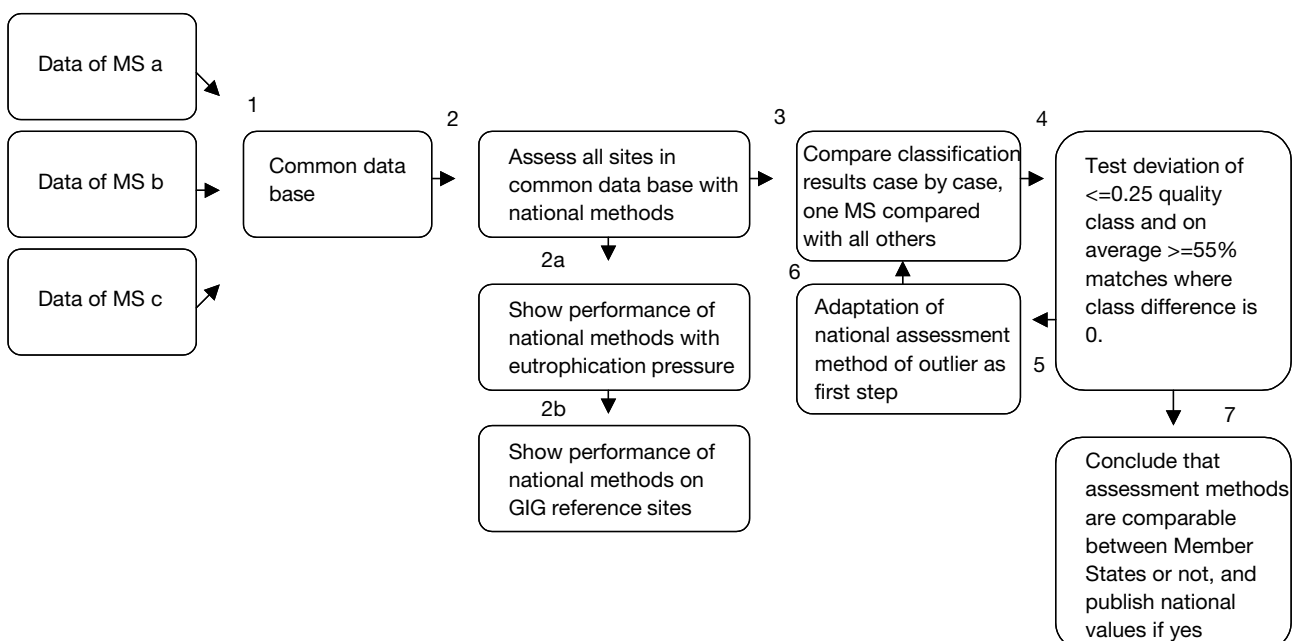 Data of MS a
Data of MS b
Data of MS c
1
Common data
base
2
Assess all sites in
common data base with
national methods
2a
Show performance of
national methods with
eutrophication pressure
2b
Show performance of
national methods on
GIG reference sites
3
Compare classification
results case by case,
one MS compared
with all others
4
Test deviation of
<=0.25 quality
class and on
average >=55%
matches where
class difference is
0.
5
6
Adaptation of
national assessment
method of outlier as
first step
7
Conclude that
assessment methods
are comparable
between Member
States or not, and
publish national
values if yes